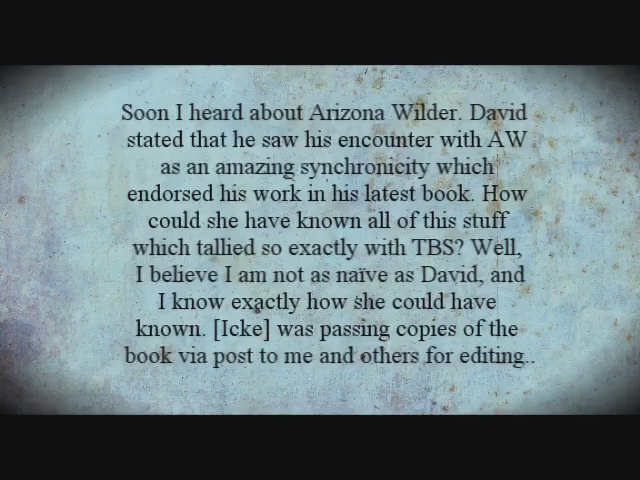 Soon I heard about Arizona Wilder. David
stated that he saw his encounter with AW
as an amazing synchronicity which
endorsed his work in his latest book. How
could she have known all of this stuff
which tallied so exactly with TBS? Well,
I believe I am not as naïve as David, and
I know exactly how she could have
known. [Icke] was passing copies of the
book via post to me and others for editing..